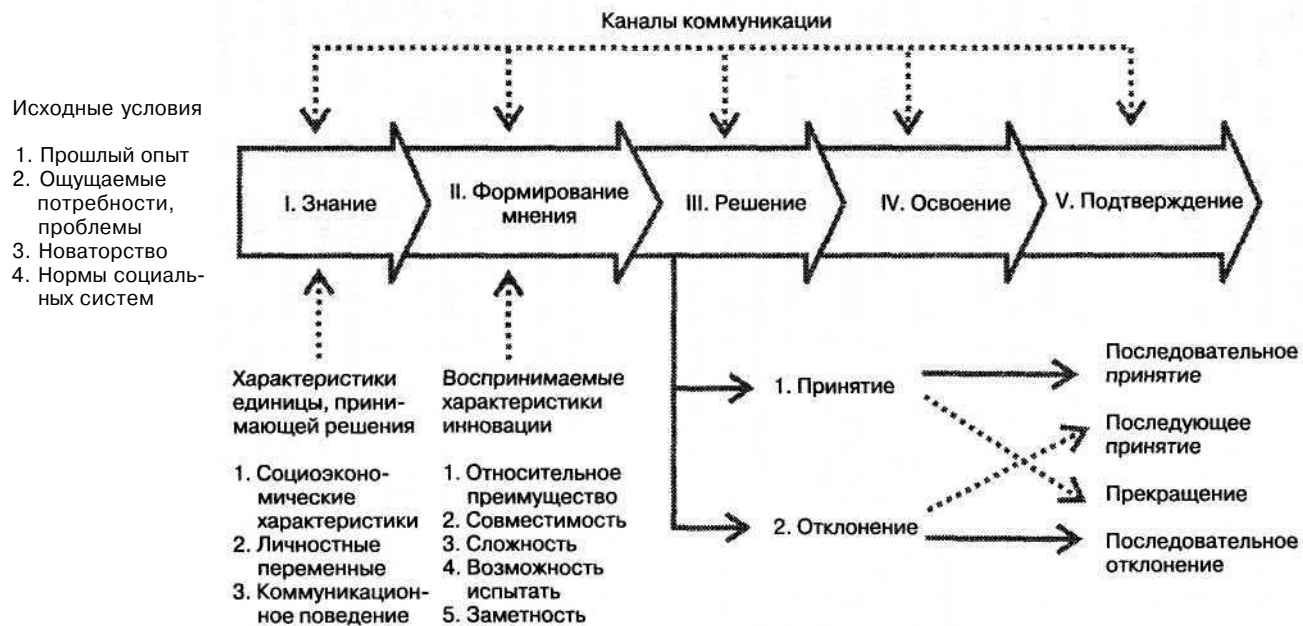 Каналы коммуникации
Исходные условия
1. Прошлый опыт
2. Ощущаемые
потребности,
проблемы
3. Новаторство
4. Нормы социаль-
ных систем
I. Знание
II. Формирование
мнения
III. Решение
IV. Освоение
V. Подтверждение
Характеристики
единицы, прини-
мающей решения
1. Социоэконо-
мические
характеристики
2. Личностные
переменные
3. Коммуникацион-
ное поведение
Воспринимаемые
характеристики
инновации
1. Относительное
преимущество
2. Совместимость
3. Сложность
4. Возможность
испытать
5. Заметность
1. Принятие
2. Отклонение
Последовательное
принятие
Последующее
принятие
Прекращение
Последовательное
отклонение